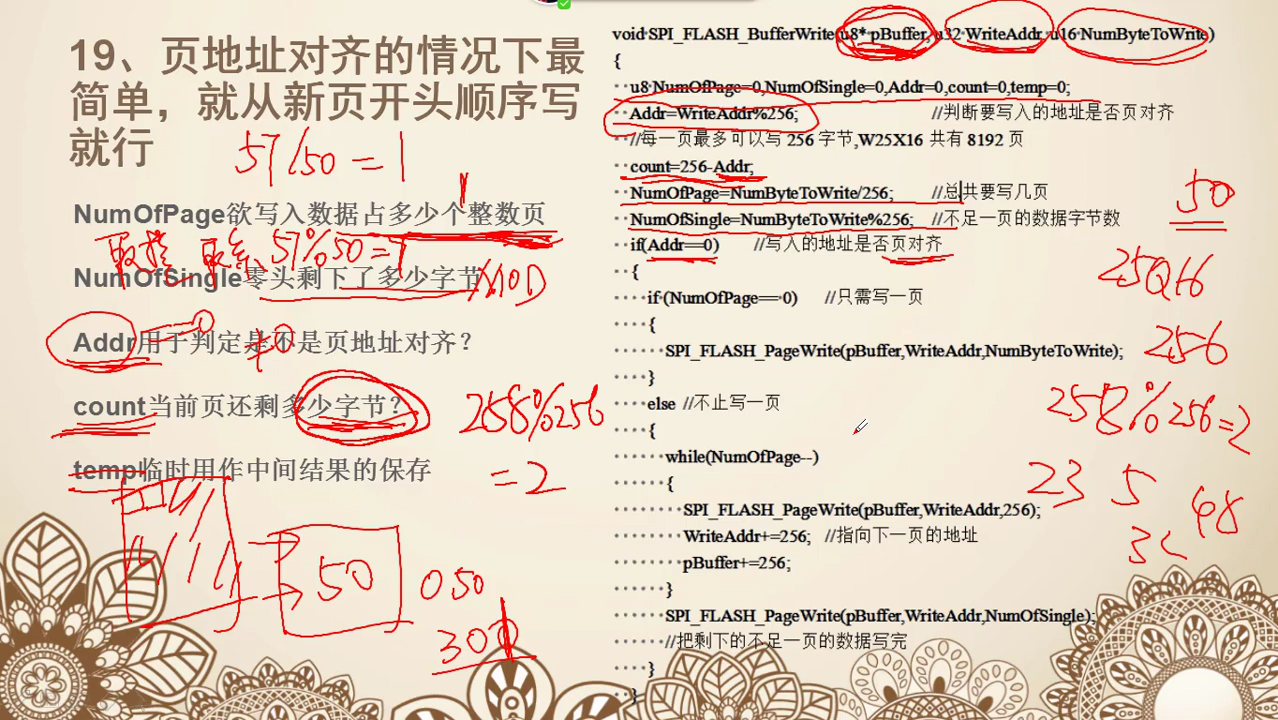 19、页地址对齐的情况下最
简单，就从新页开头顺序写
就行
57/50=1
NumOfPage欲写入数据占多少个整数页
取整 取余 57%50=7
NumOfSingle零头剩下了多少字节
MOD
Addr用于判定是不是页地址对齐？
0
≠0
count当前页还剩多少字节？
258%256
=2
temp临时用作中间结果的保存
50
050
300
void SPI_FLASH_BufferWrite(u8* pBuffer, u32 WriteAddr, u16 NumByteToWrite)
{
u8 NumOfPage=0,NumOfSingle=0,Addr=0,count=0,temp=0;
Addr=WriteAddr%256; //判断要写入的地址是否页对齐
//每一页最多可以写 256 字节,W25X16 共有 8192 页
count=256-Addr;
NumOfPage=NumByteToWrite/256; //总共要写几页
NumOfSingle=NumByteToWrite%256; //不足一页的数据字节数
if(Addr==0) //写入的地址是否页对齐
{
if (NumOfPage== 0) //只需写一页
{
SPI_FLASH_PageWrite(pBuffer,WriteAddr,NumByteToWrite);
}
else //不止写一页
{
while(NumOfPage--)
{
SPI_FLASH_PageWrite(pBuffer,WriteAddr,256);
WriteAddr+=256; //指向下一页的地址
pBuffer+=256;
}
SPI_FLASH_PageWrite(pBuffer,WriteAddr,NumOfSingle);
//把剩下的不足一页的数据写完
}
}
50
25Q16
256
258%256=2
23 5 48